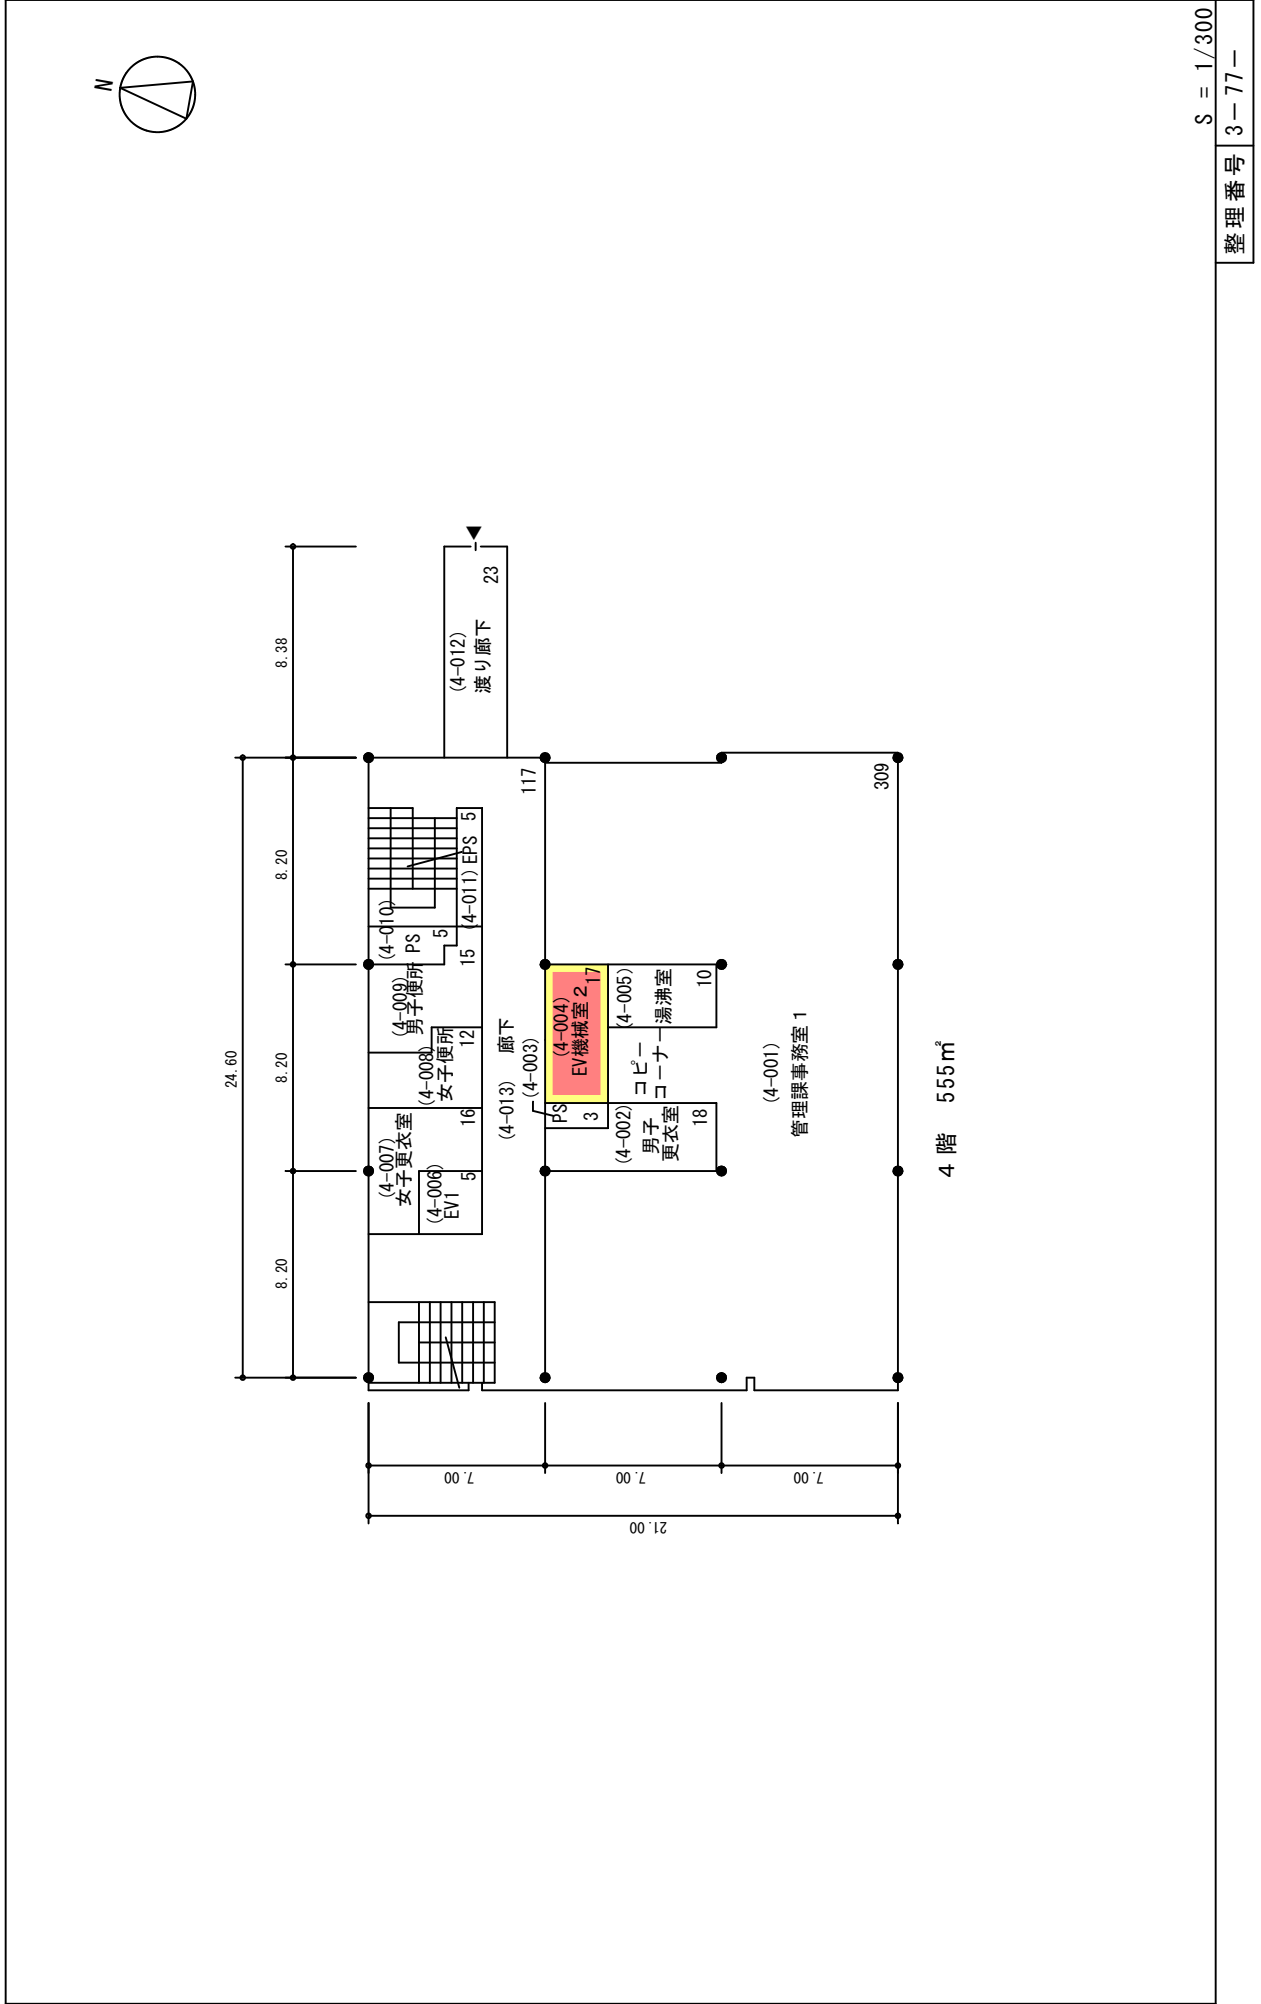 N
S = 1/300
整理番号 3－77－
24.60
8.20
8.20
8.20
8.38
(4-012)
渡り廊下
23
(4-010)
PS
5
(4-011) EPS
5
117
(4-009)
男子便所
15
(4-008)
女子便所
12
(4-007)
女子更衣室
16
(4-006)
EV1
5
(4-013)
廊下
(4-003)
PS
3
(4-004)
EV機械室２
17
(4-005)
湯沸室
10
コピー
コーナー
(4-002)
男子
更衣室
18
(4-001)
管理課事務室１
309
7.00
7.00
7.00
21.00
４階　555㎡